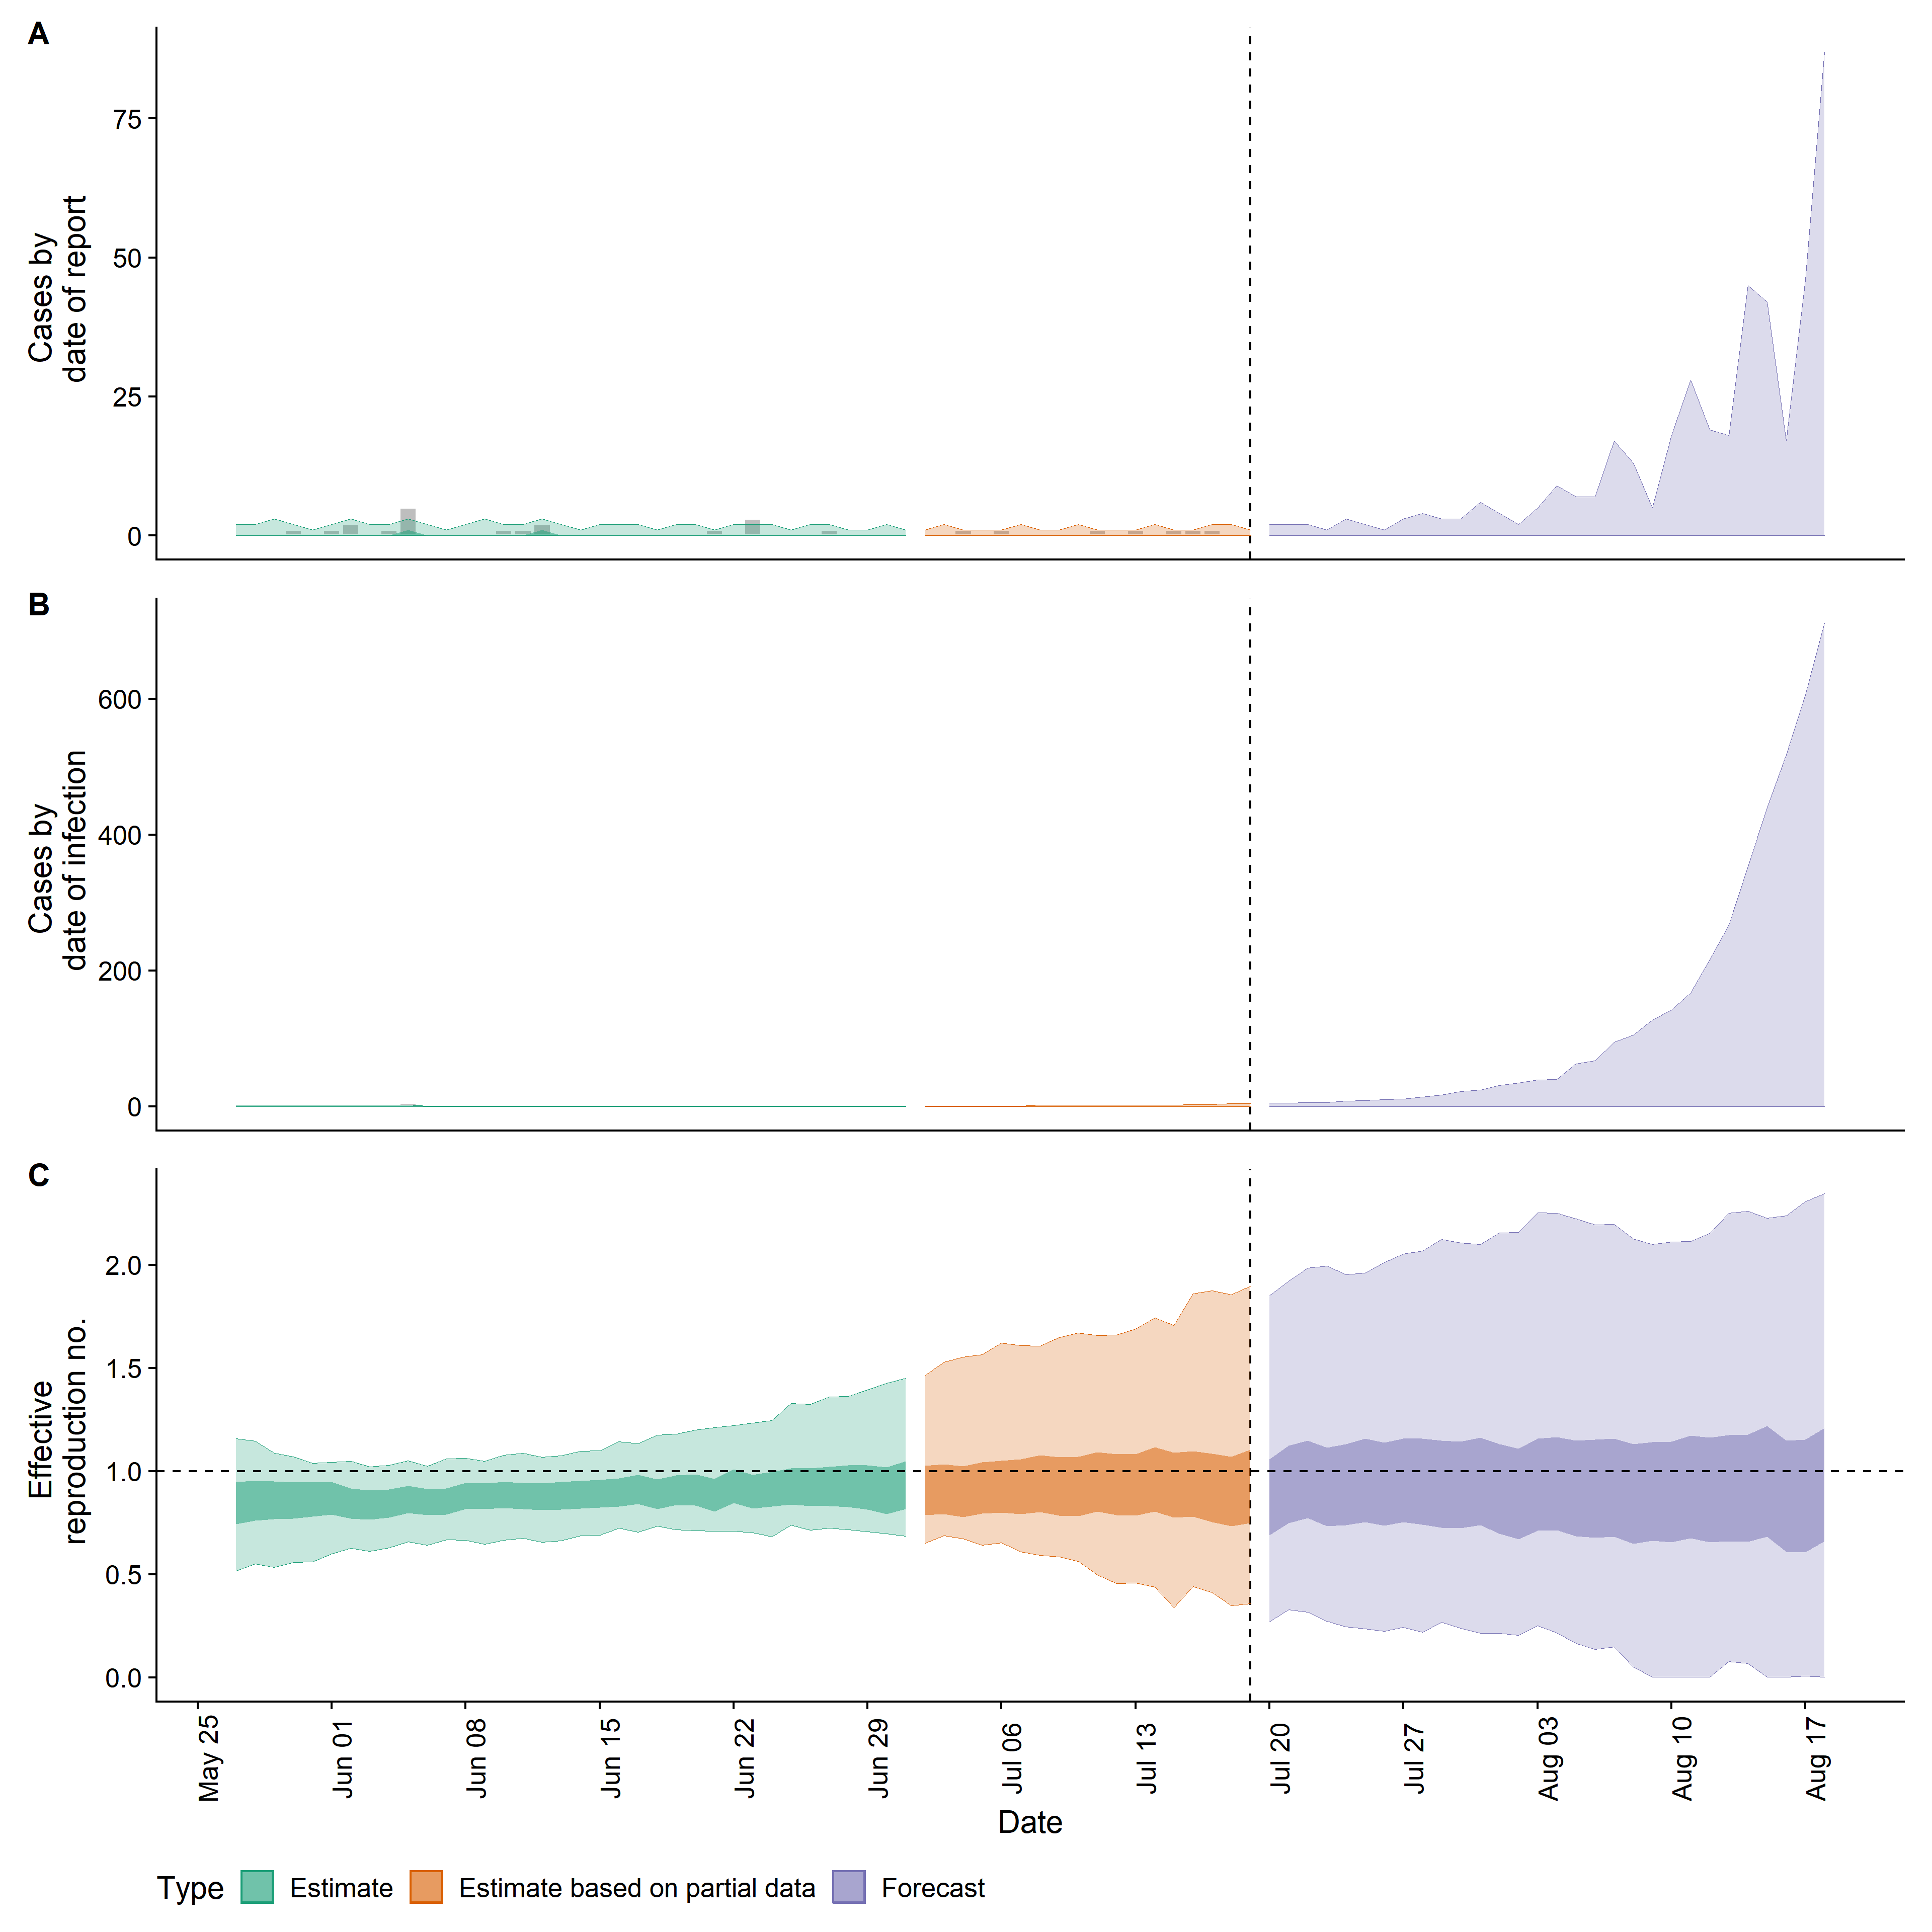 A
Cases by
date of report
75
50
25
0
B
Cases by
date of infection
600
400
200
0
C
Effective
reproduction no.
2.0
1.5
1.0
0.5
0.0
May 25
Jun 01
Jun 08
Jun 15
Jun 22
Jun 29
Jul 06
Jul 13
Jul 20
Jul 27
Aug 03
Aug 10
Aug 17
Date
Type Estimate Estimate based on partial data Forecast